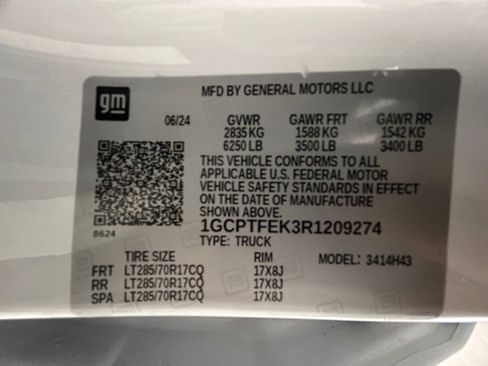 gm
MFD BY GENERAL MOTORS LLC
06/24 GVWR GAWR FRT GAWR RR
2835 KG 1588 KG 1542 KG
6250 LB 3500 LB 3400 LB
THIS VEHICLE CONFORMS TO ALL
APPLICABLE U.S. FEDERAL MOTOR
VEHICLE SAFETY STANDARDS IN EFFECT
ON THE DATE OF MANUFACTURE
SHOWN ABOVE.
8624
1GCPTFEK3R1209274
TYPE: TRUCK
TIRE SIZE RIM MODEL: 3414H43
FRT LT285/70R17CQ 17X8J
RR LT285/70R17CQ 17X8J
SPA LT285/70R17CQ 17X8J